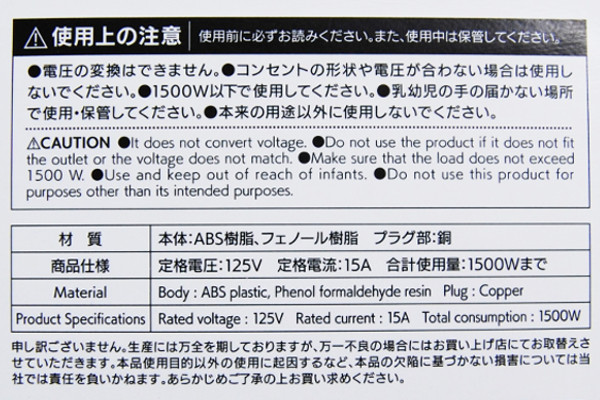 ⚠使用上の注意 使用前に必ずお読みください。また、使用中は保管してください。
●電圧の変換はできません。●コンセントの形状や電圧が合わない場合は使用し
ないでください。●1500W以下で使用してください。●乳幼児の手の届かない場所
で使用・保管してください。●本来の用途以外に使用しないでください。
⚠CAUTION ●It does not convert voltage. ●Do not use the product if it does not fit
the outlet or the voltage does not match. ●Make sure that the load does not exceed
1500 W. ●Use and keep out of reach of infants. ●Do not use this product for
purposes other than its intended purposes.
材 質 本体:ABS樹脂、フェノール樹脂 プラグ部:銅
商品仕様 定格電圧:125V 定格電流:15A 合計使用量:1500Wまで
Material Body : ABS plastic, Phenol formaldehyde resin Plug : Copper
Product Specifications Rated voltage : 125V Rated current : 15A Total consumption : 1500W
申し訳ございません。生産には万全を期しておりますが、万一不良の場合にはお買い上げ店にてお取替えさ
せていただきます。本品使用目的以外の使用に起因するなど、本品の欠陥に基づかない損害については当
社では責任を負いかねます。あらかじめご了承の上お買い求めください。